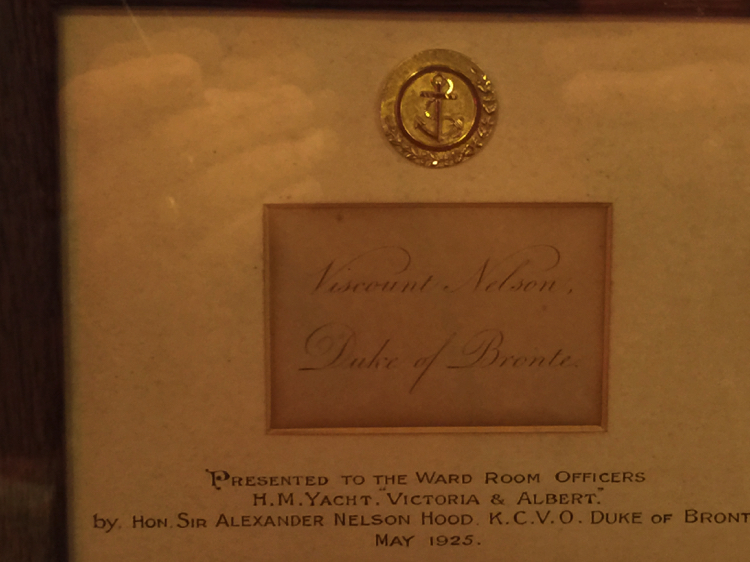 Viscount Nelson,
Duke of Bronte.
PRESENTED TO THE WARD ROOM OFFICERS
H.M. YACHT. "VICTORIA & ALBERT."
by. HON. SIR ALEXANDER NELSON HOOD. K.C.V.O. DUKE OF BRONT
MAY 1925.